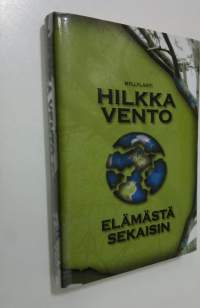 HILKKA
VENTO
ELÄMÄSTÄ
SEKAISIN